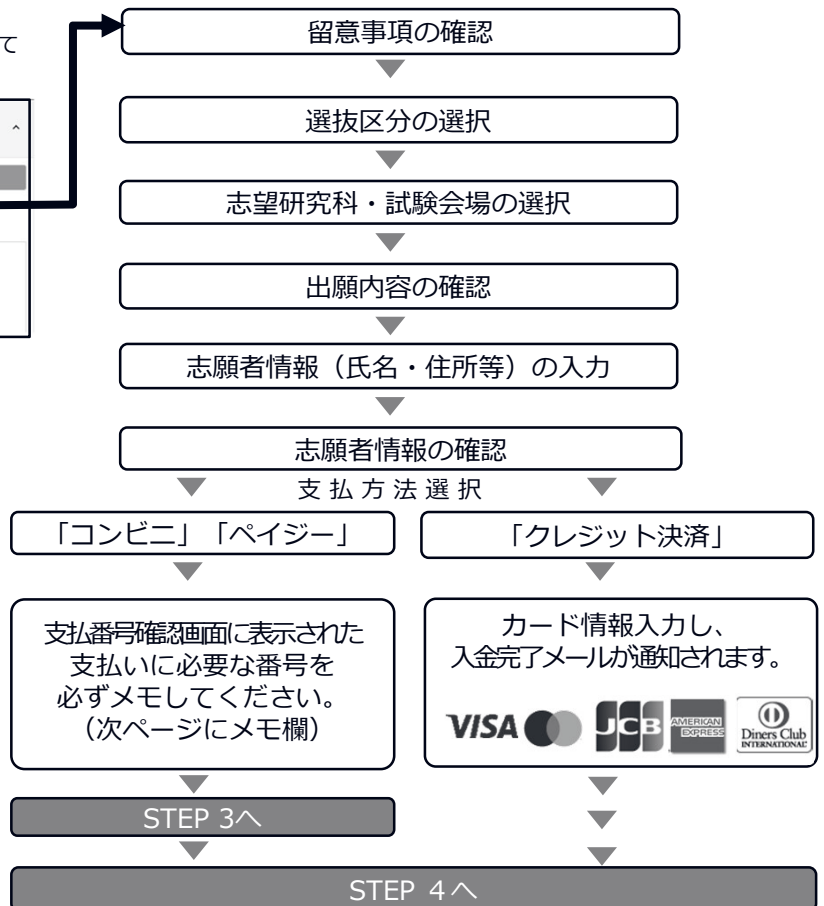 て
留意事項の確認
選抜区分の選択
志望研究科・試験会場の選択
出願内容の確認
志願者情報（氏名・住所等）の入力
志願者情報の確認
支払方法選択
「コンビニ」「ペイジー」
「クレジット決済」
支払番号確認画面に表示された
支払いに必要な番号を
必ずメモしてください。
（次ページにメモ欄）
カード情報入力し、
入金完了メールが通知されます。
VISA JCB AMERICAN EXPRESS Diners Club INTERNATIONAL
STEP 3へ
STEP ４へ